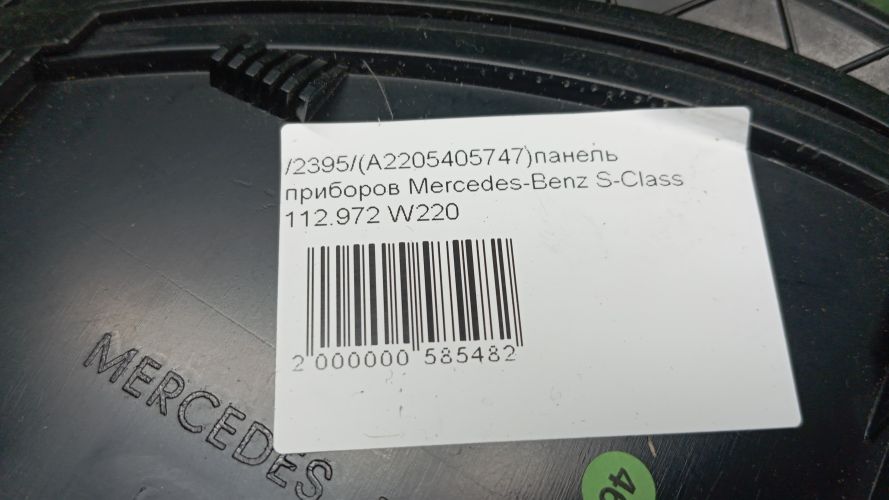 /2395/(A2205405747)панель
приборов Mercedes-Benz S-Class
112.972 W220
2 000000 585482
MERCEDES